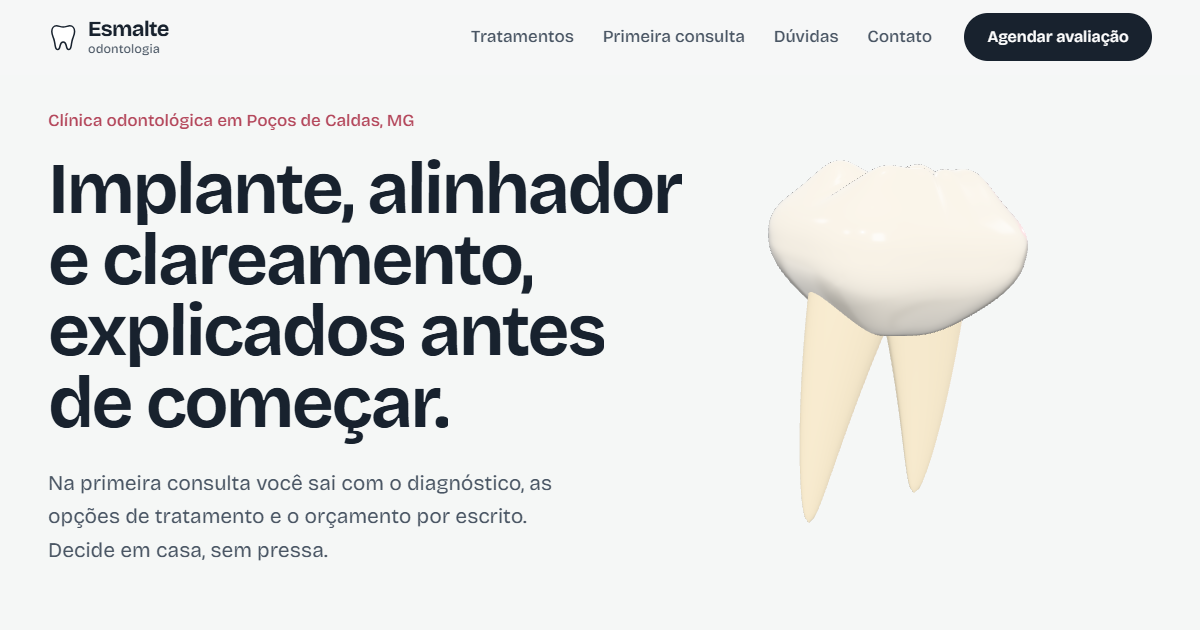 Esmalte
odontologia
Tratamentos
Primeira consulta
Dúvidas
Contato
Agendar avaliação
Clínica odontológica em Poços de Caldas, MG
Implante, alinhador
e clareamento,
explicados antes
de começar.
Na primeira consulta você sai com o diagnóstico, as
opções de tratamento e o orçamento por escrito.
Decide em casa, sem pressa.